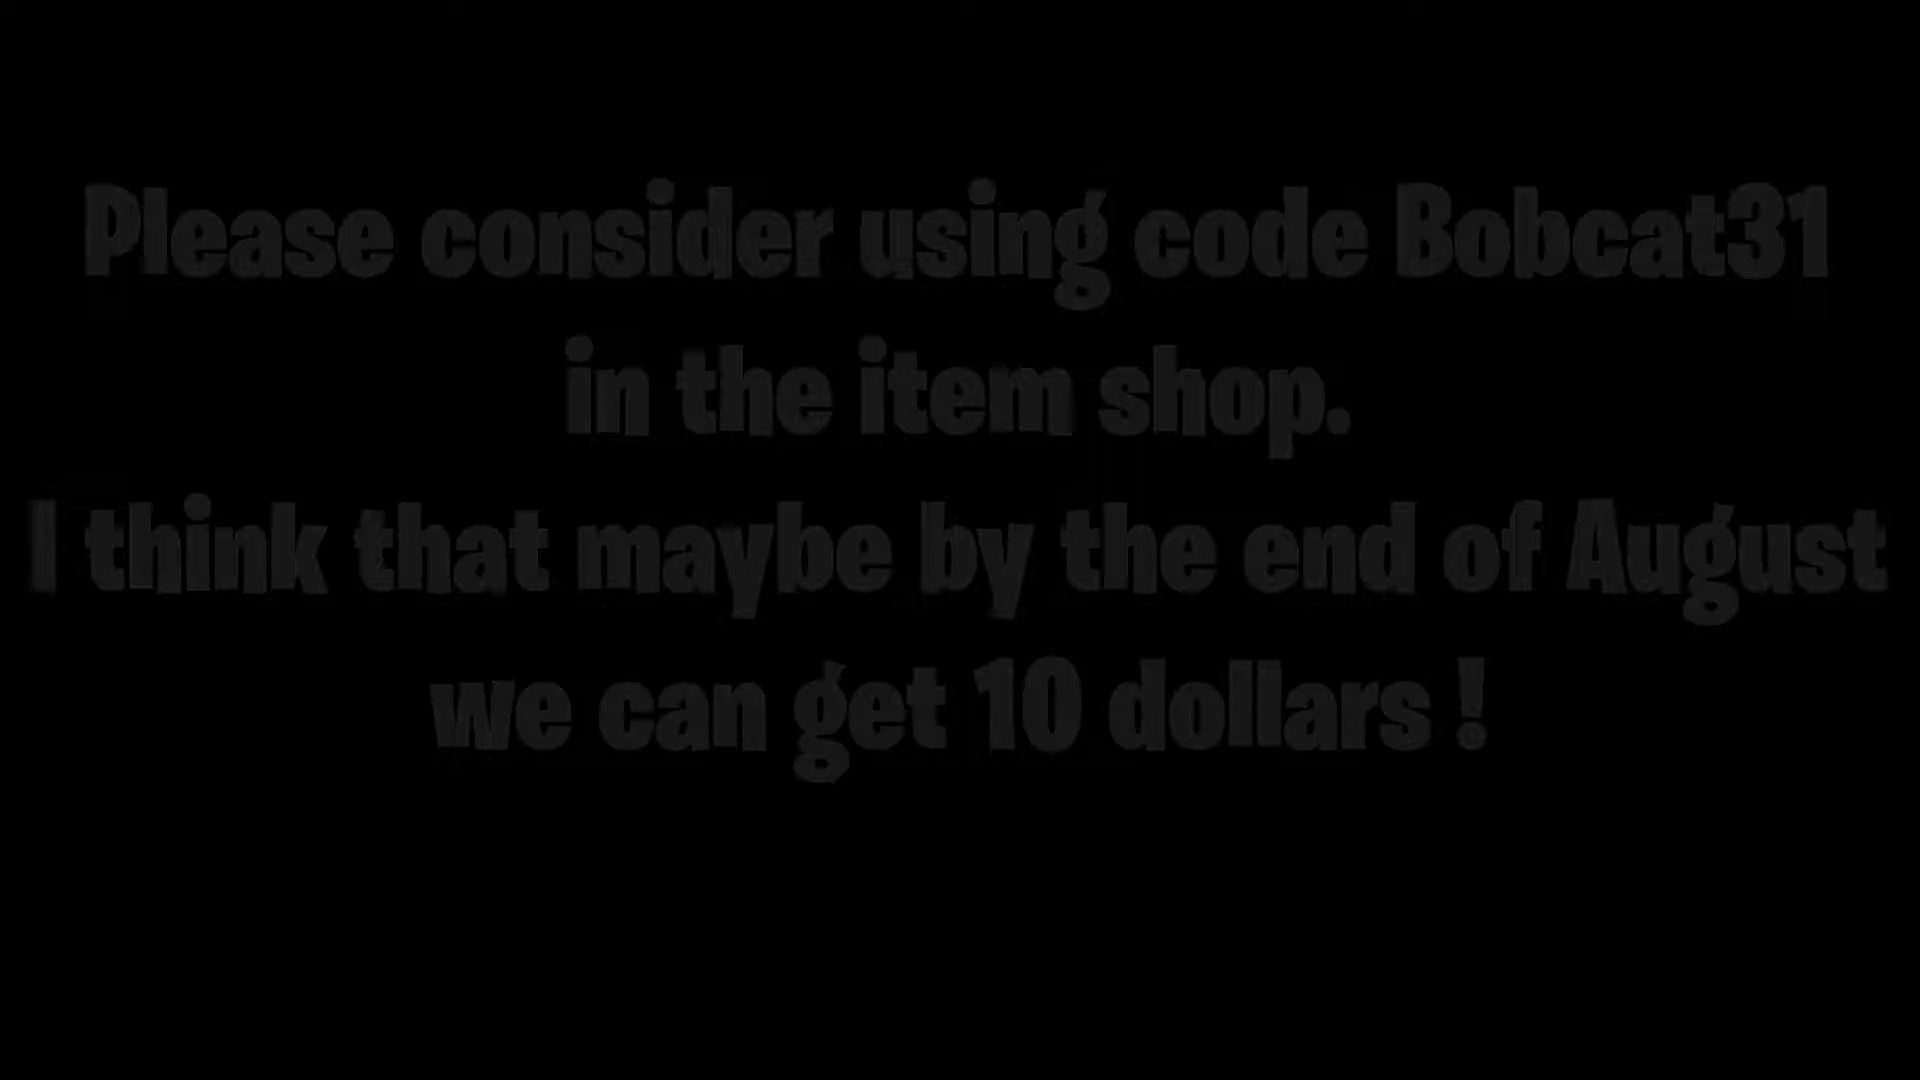 Please consider using code Bobcat31
in the item shop.
I think that maybe by the end of August
we can get 10 dollars !